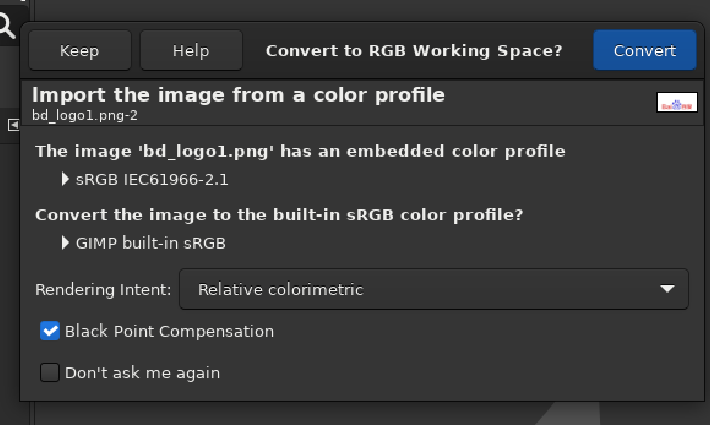 Keep Help Convert to RGB Working Space? Convert
Import the image from a color profile
bd_logo1.png-2
The image 'bd_logo1.png' has an embedded color profile
sRGB IEC61966-2.1
Convert the image to the built-in sRGB color profile?
GIMP built-in sRGB
Rendering Intent: Relative colorimetric
Black Point Compensation
Don't ask me again